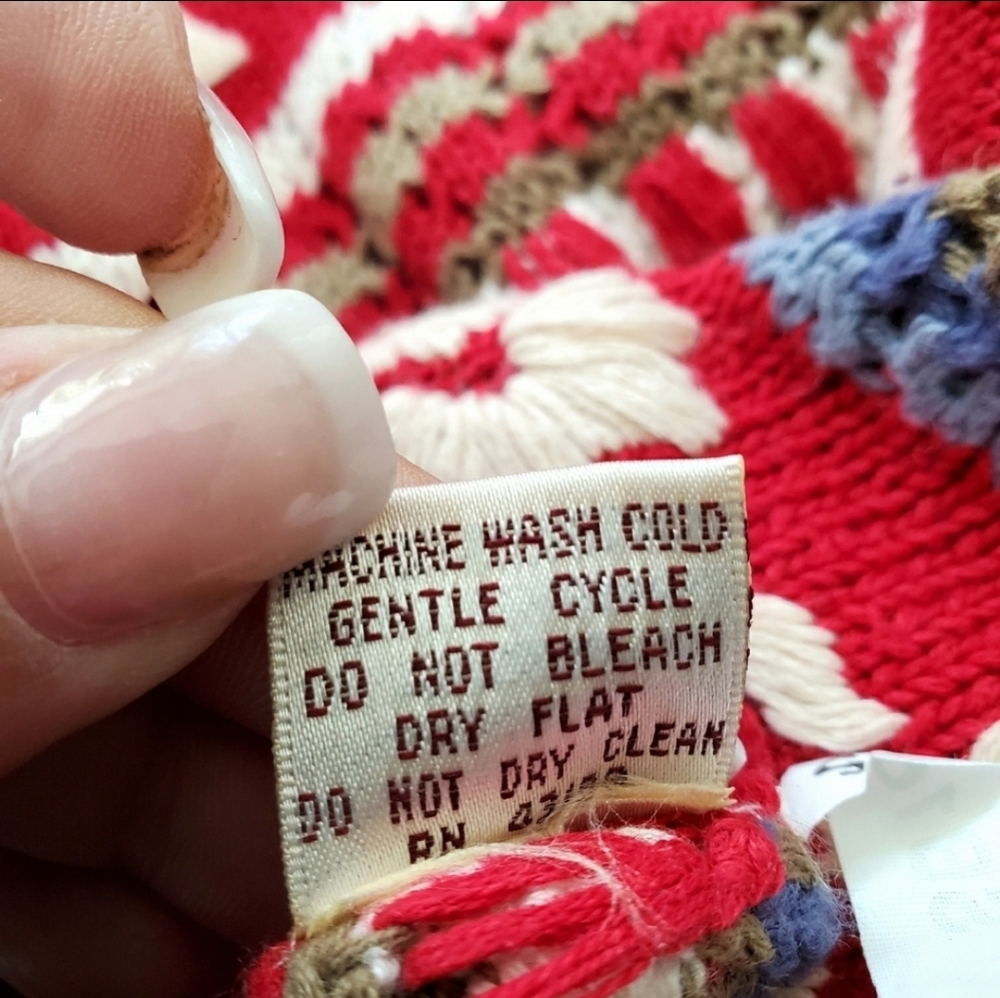 MACHINE WASH COLD
GENTLE CYCLE
DO NOT BLEACH
DRY FLAT
DO NOT DRY CLEAN
RN